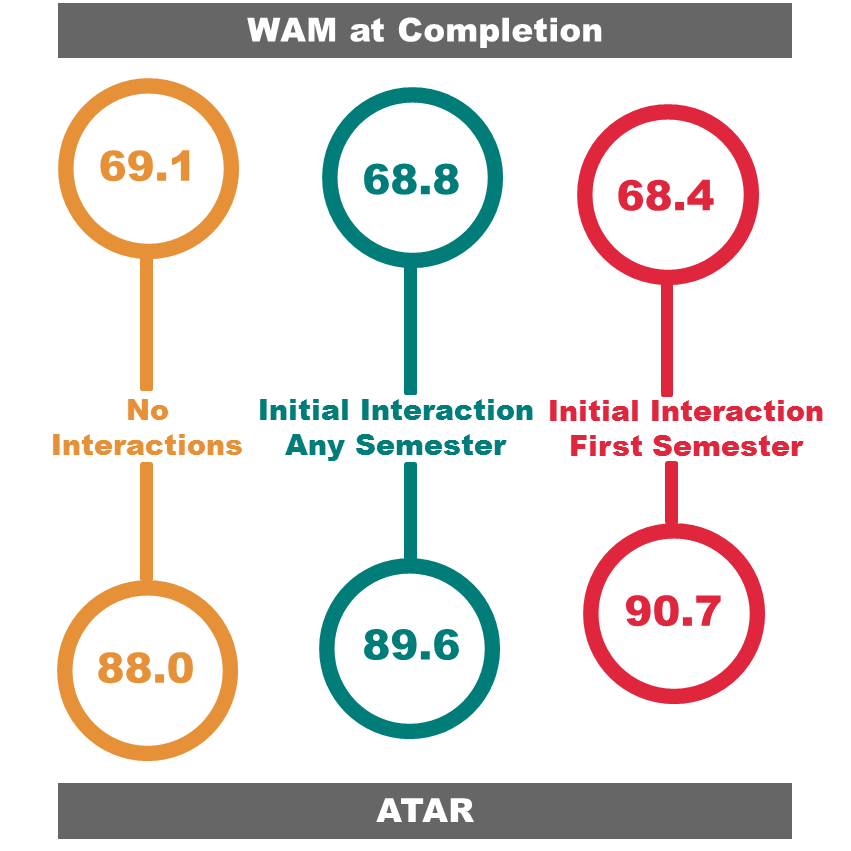 WAM at Completion
69.1
68.8
68.4
No
Interactions
Initial Interaction
Any Semester
Initial Interaction
First Semester
88.0
89.6
90.7
ATAR